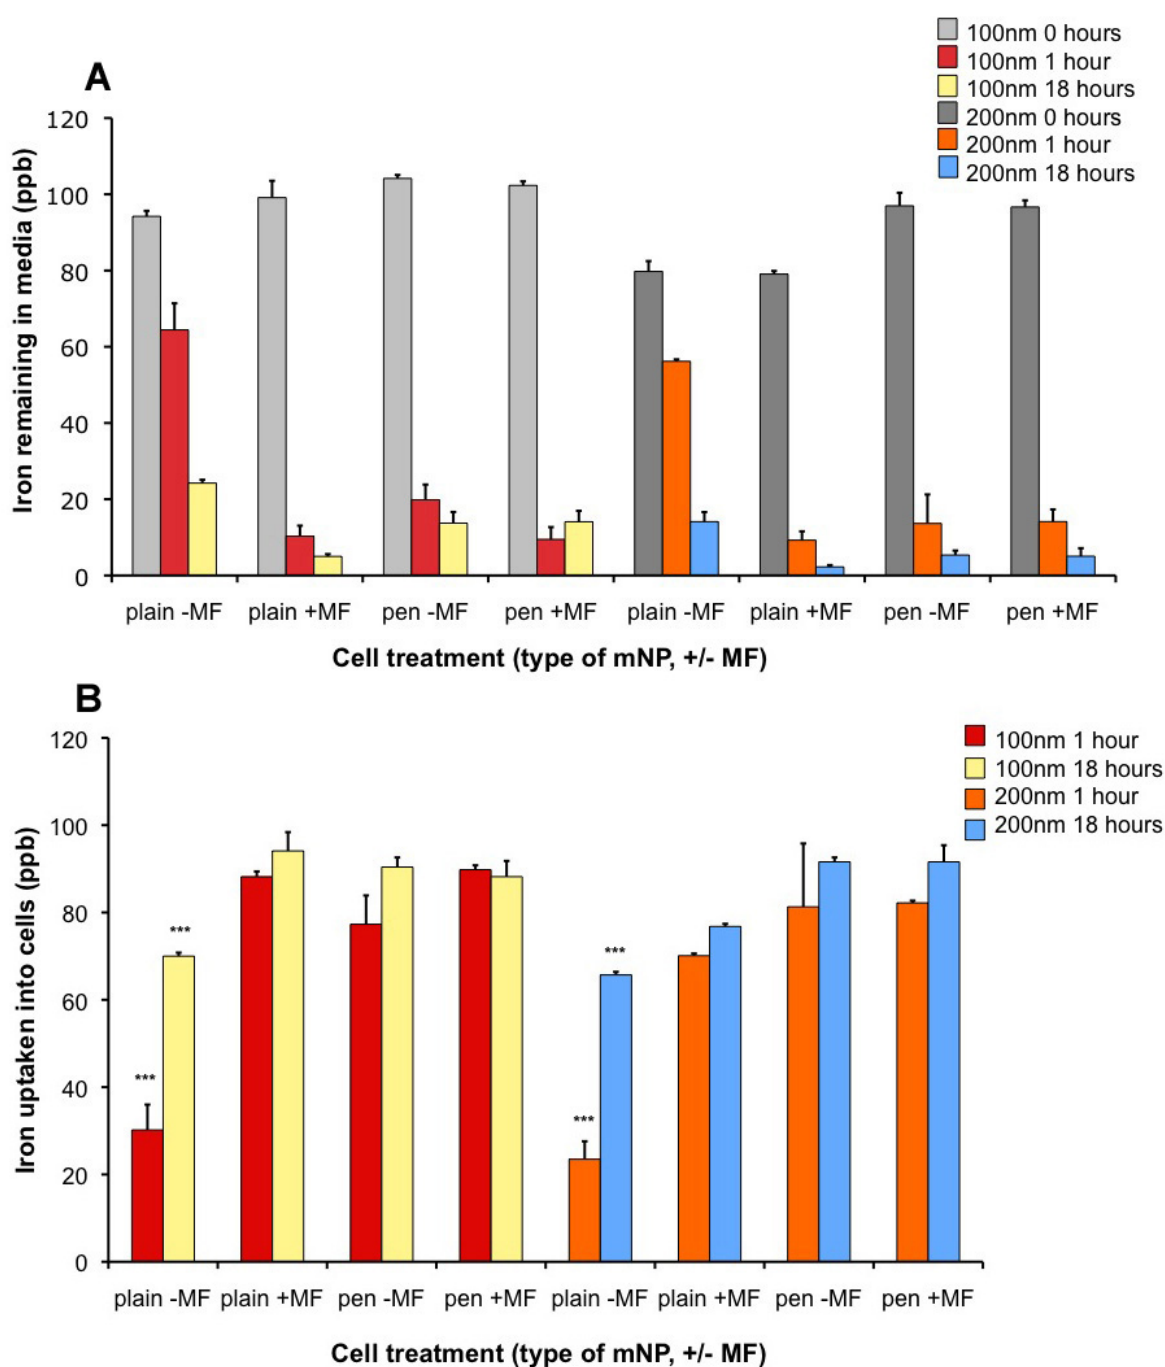 A
100nm 0 hours
100nm 1 hour
100nm 18 hours
200nm 0 hours
200nm 1 hour
200nm 18 hours
Iron remaining in media (ppb)
120
100
80
60
40
20
0
plain -MF plain +MF pen -MF pen +MF plain -MF plain +MF pen -MF pen +MF
Cell treatment (type of mNP, +/- MF)
B
100nm 1 hour
100nm 18 hours
200nm 1 hour
200nm 18 hours
Iron uptaken into cells (ppb)
120
100
80
60
40
20
0
***
***
***
***
plain -MF plain +MF pen -MF pen +MF plain -MF plain +MF pen -MF pen +MF
Cell treatment (type of mNP, +/- MF)